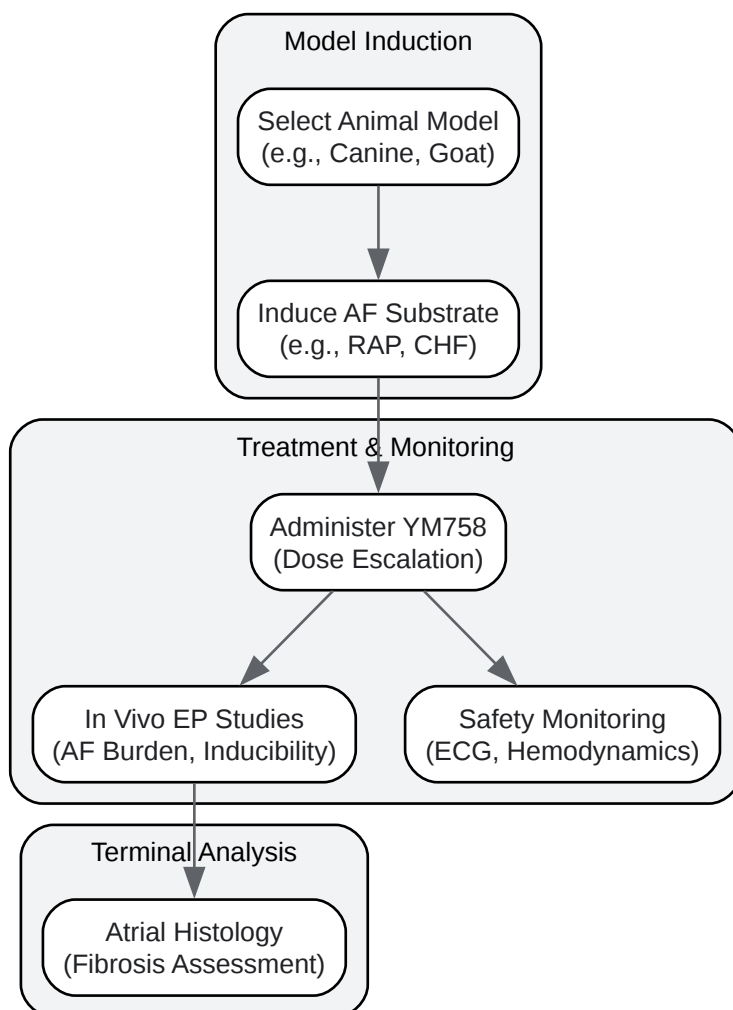 Model Induction
Select Animal Model
(e.g., Canine, Goat)
Induce AF Substrate
(e.g., RAP, CHF)
Treatment & Monitoring
Administer YM758
(Dose Escalation)
In Vivo EP Studies
(AF Burden, Inducibility)
Safety Monitoring
(ECG, Hemodynamics)
Terminal Analysis
Atrial Histology
(Fibrosis Assessment)